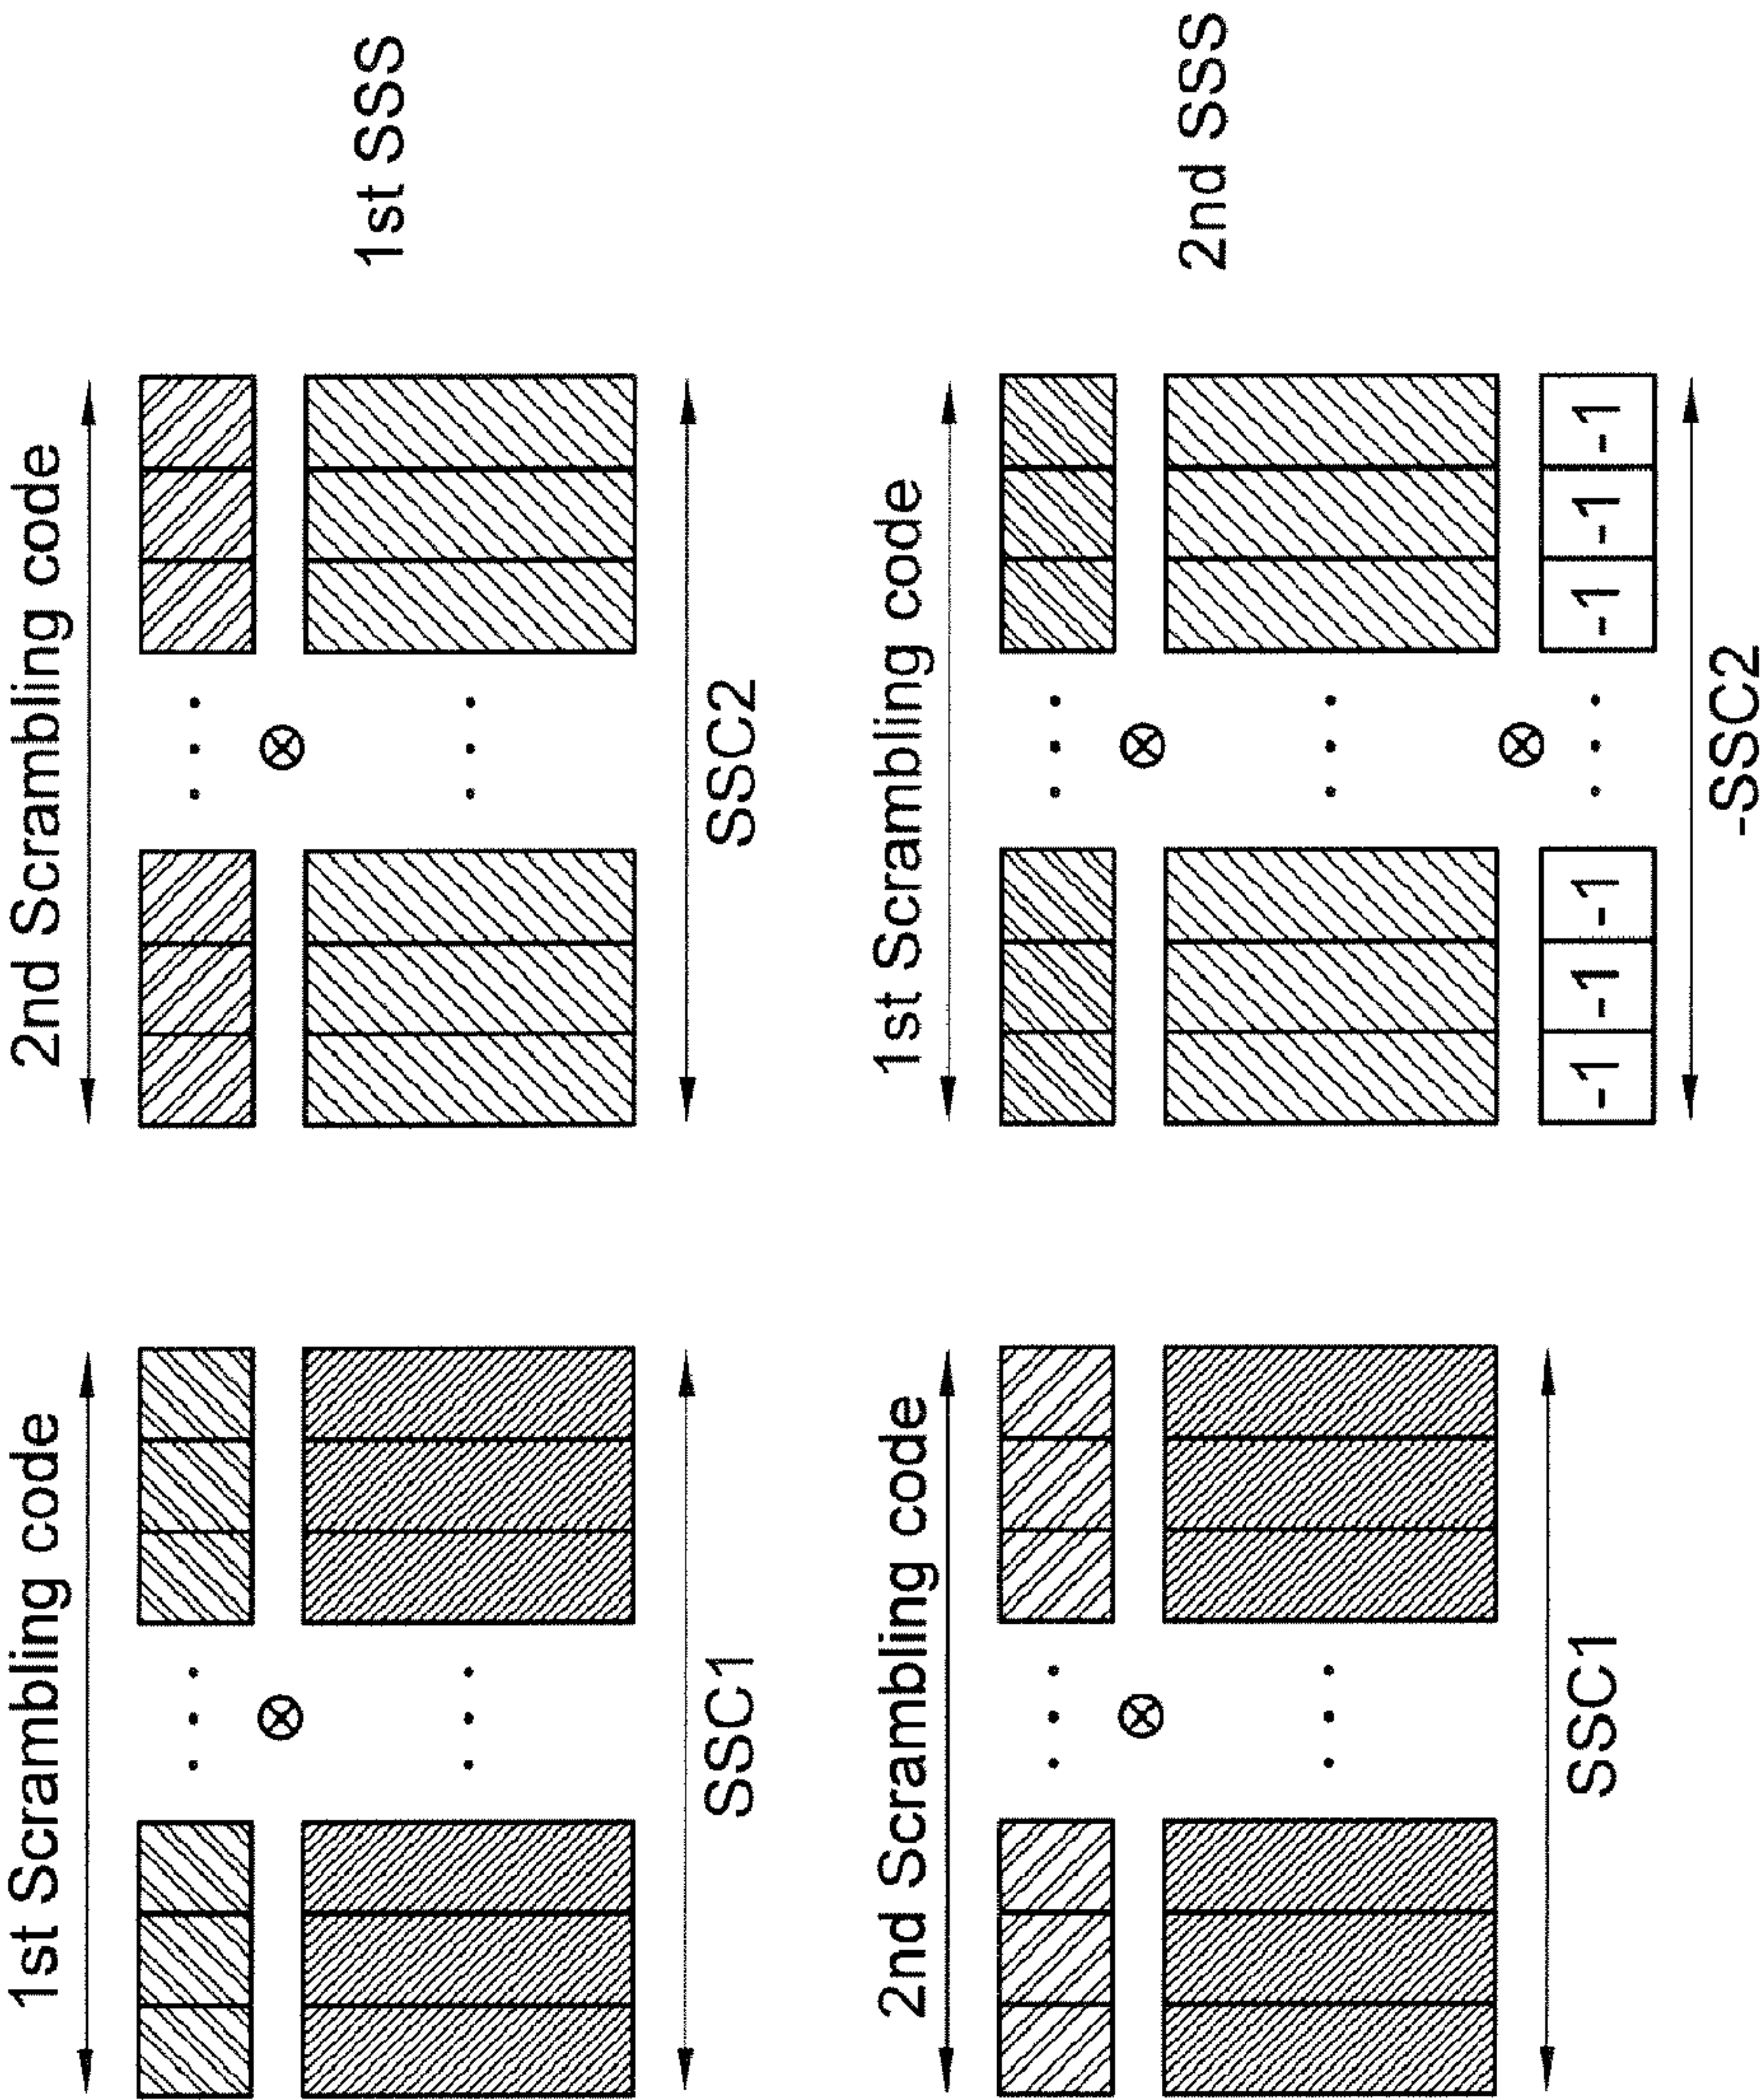 1st Scrambling code
2nd Scrambling code
SSC1
SSC2
1st SSS
2nd Scrambling code
1st Scrambling code
-1 -1 -1 -1 -1 -1
SSC1
-SSC2
2nd SSS